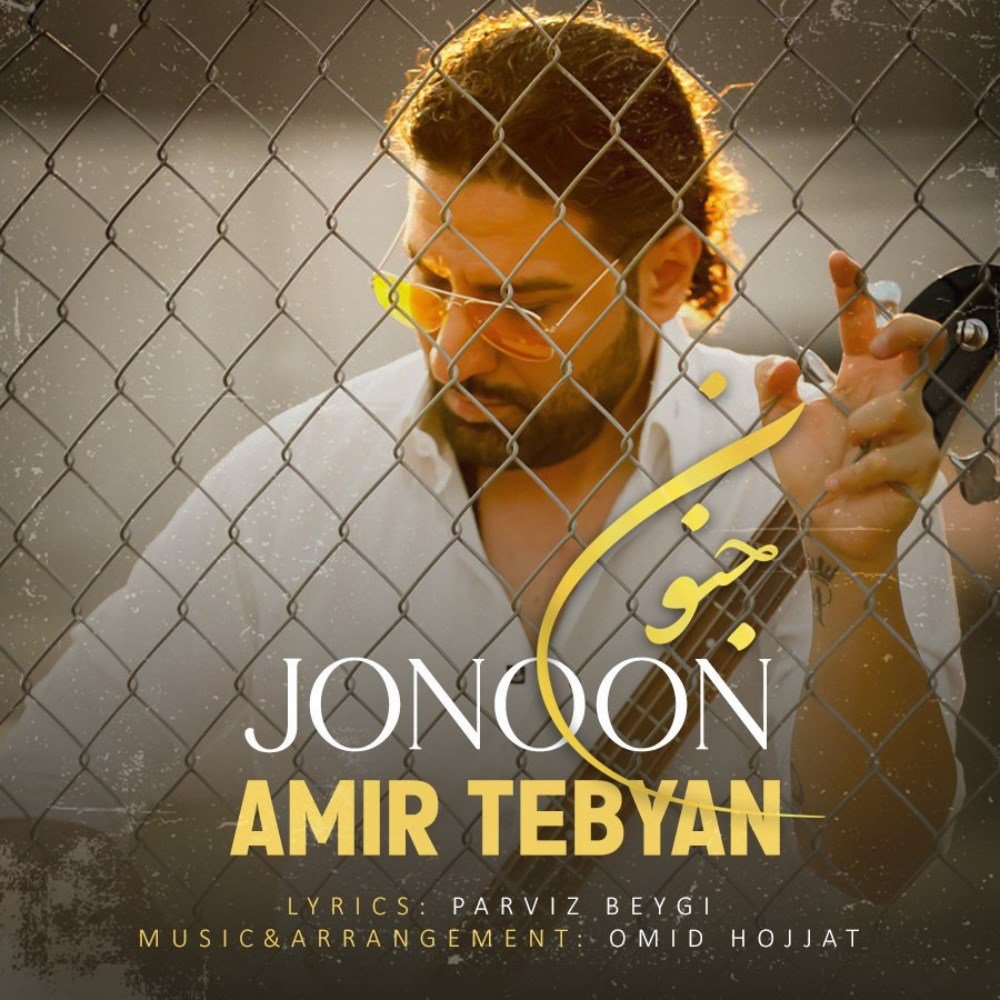 جنون
JONOON
AMIR TEBYAN
LYRICS: PARVIZ BEYGI
MUSIC&ARRANGEMENT: OMID HOJJAT